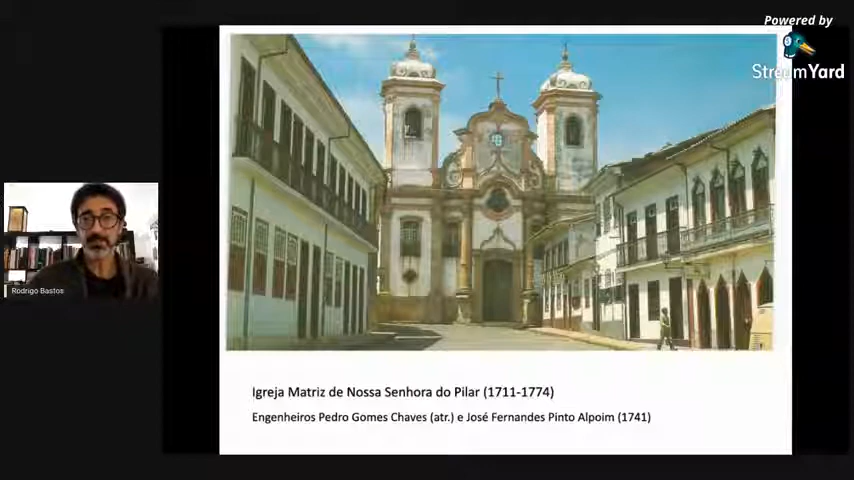 Powered by
StreamYard
Rodrigo Bastos
Igreja Matriz de Nossa Senhora do Pilar (1711-1774)
Engenheiros Pedro Gomes Chaves (atr.) e José Fernandes Pinto Alpoim (1741)